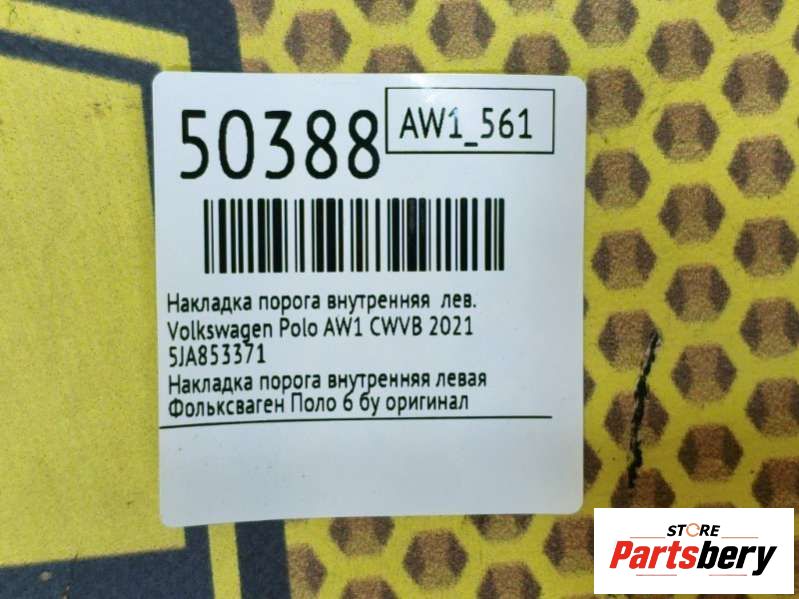 50388
AW1_561
Накладка порога внутренняя лев.
Volkswagen Polo AW1 CWVB 2021
5JA853371
Накладка порога внутренняя левая
Фольксваген Поло 6 бу оригинал
STORE
Partsbery